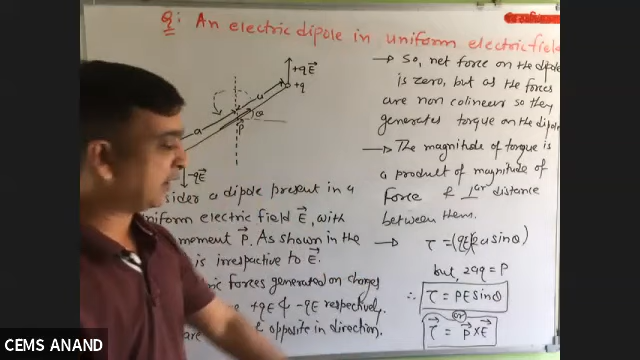 Q: An electric dipole in uniform electric field
+qE⃗
+q
a
a
θ
P⃗
-qE⃗
sider a dipole present in a
uniform electric field E⃗, with
moment P⃗. As shown in the
is irrespective to E⃗.
ric forces generated on charges
+qE & -qE respectively.
are opposite in direction.
→ So, net force on the dipole
is zero, but as the forces
are non colinear so they
generates torque on the dipole
→ The magnitude of torque is
a product of magnitude of
Force & ⊥ar distance
between them.
→ τ = (qE)(2a sinθ)
but, 2aq = P
∴ τ = PE sinθ
(or)
τ⃗ = P⃗ × E⃗
CEMS ANAND